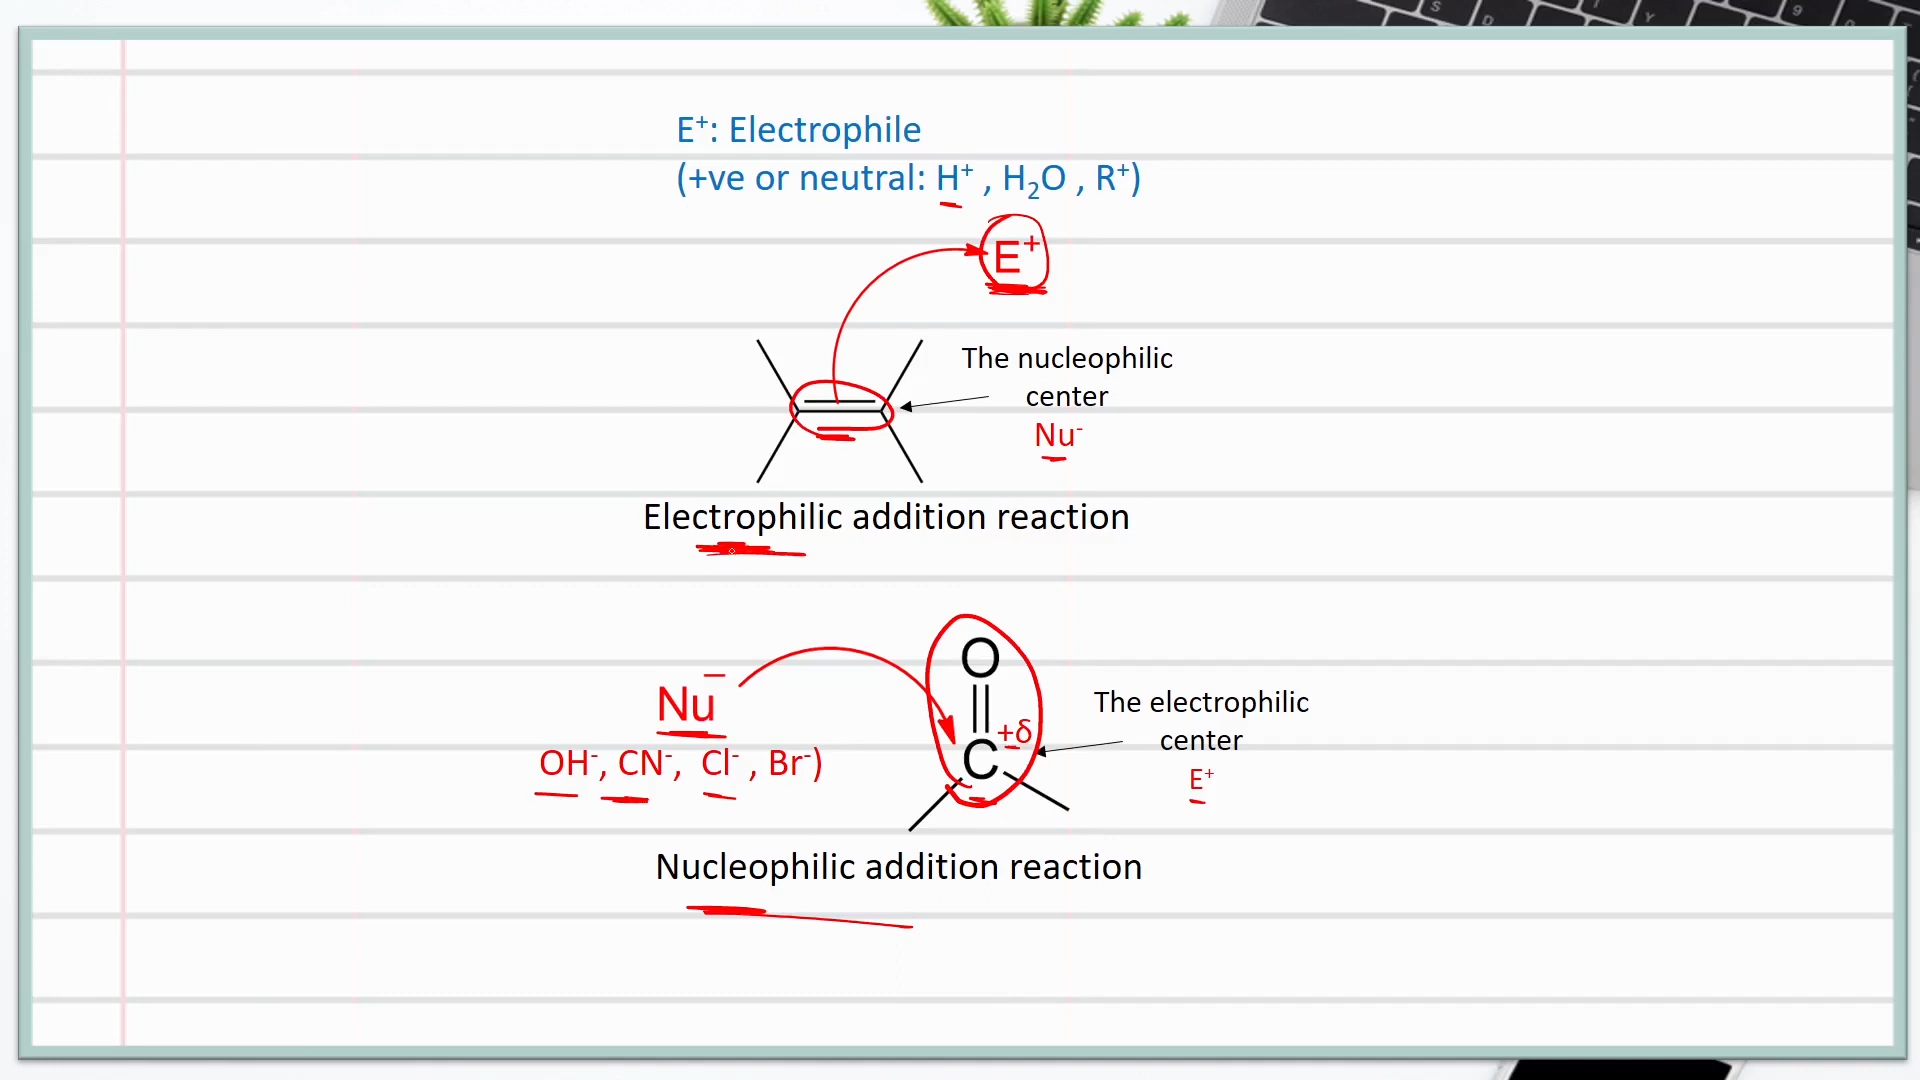 E⁺: Electrophile
(+ve or neutral: H⁺ , H₂O , R⁺)
E⁺
The nucleophilic
center
Nu⁻
Electrophilic addition reaction
O
Nu⁻
The electrophilic
+δ
center
C
OH⁻, CN⁻, Cl⁻ , Br⁻)
E⁺
Nucleophilic addition reaction